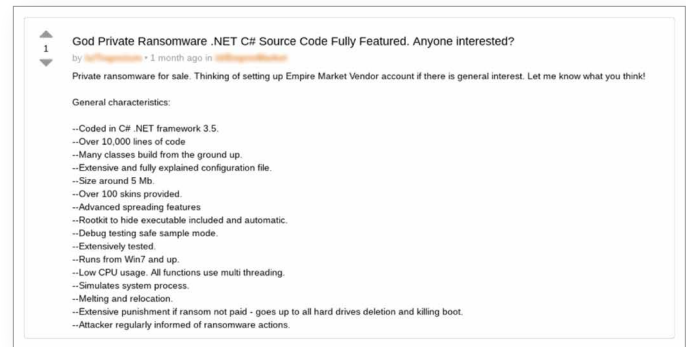 God Private Ransomware .NET C# Source Code Fully Featured. Anyone interested?
1
by • 1 month ago in
Private ransomware for sale. Thinking of setting up Empire Market Vendor account if there is general interest. Let me know what you think!
General characteristics:
--Coded in C# .NET framework 3.5.
--Over 10,000 lines of code
--Many classes build from the ground up.
--Extensive and fully explained configuration file.
--Size around 5 Mb.
--Over 100 skins provided.
--Advanced spreading features
--Rootkit to hide executable included and automatic.
--Debug testing safe sample mode.
--Extensively tested.
--Runs from Win7 and up.
--Low CPU usage. All functions use multi threading.
--Simulates system process.
--Melting and relocation.
--Extensive punishment if ransom not paid - goes up to all hard drives deletion and killing boot.
--Attacker regularly informed of ransomware actions.